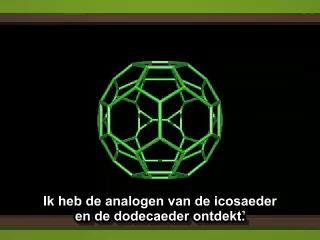 Ik heb de analogen van de icosaeder
en de dodecaeder ontdekt.